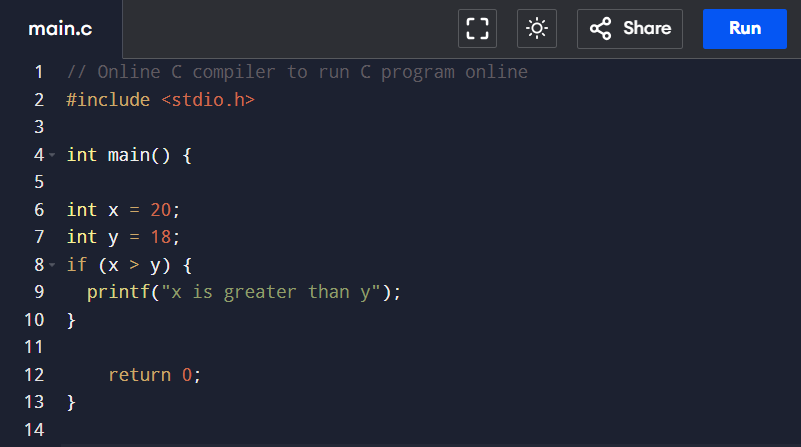 main.c Share Run
1 // Online C compiler to run C program online
2 #include <stdio.h>
3
4 int main() {
5
6 int x = 20;
7 int y = 18;
8 if (x > y) {
9   printf("x is greater than y");
10 }
11
12     return 0;
13 }
14